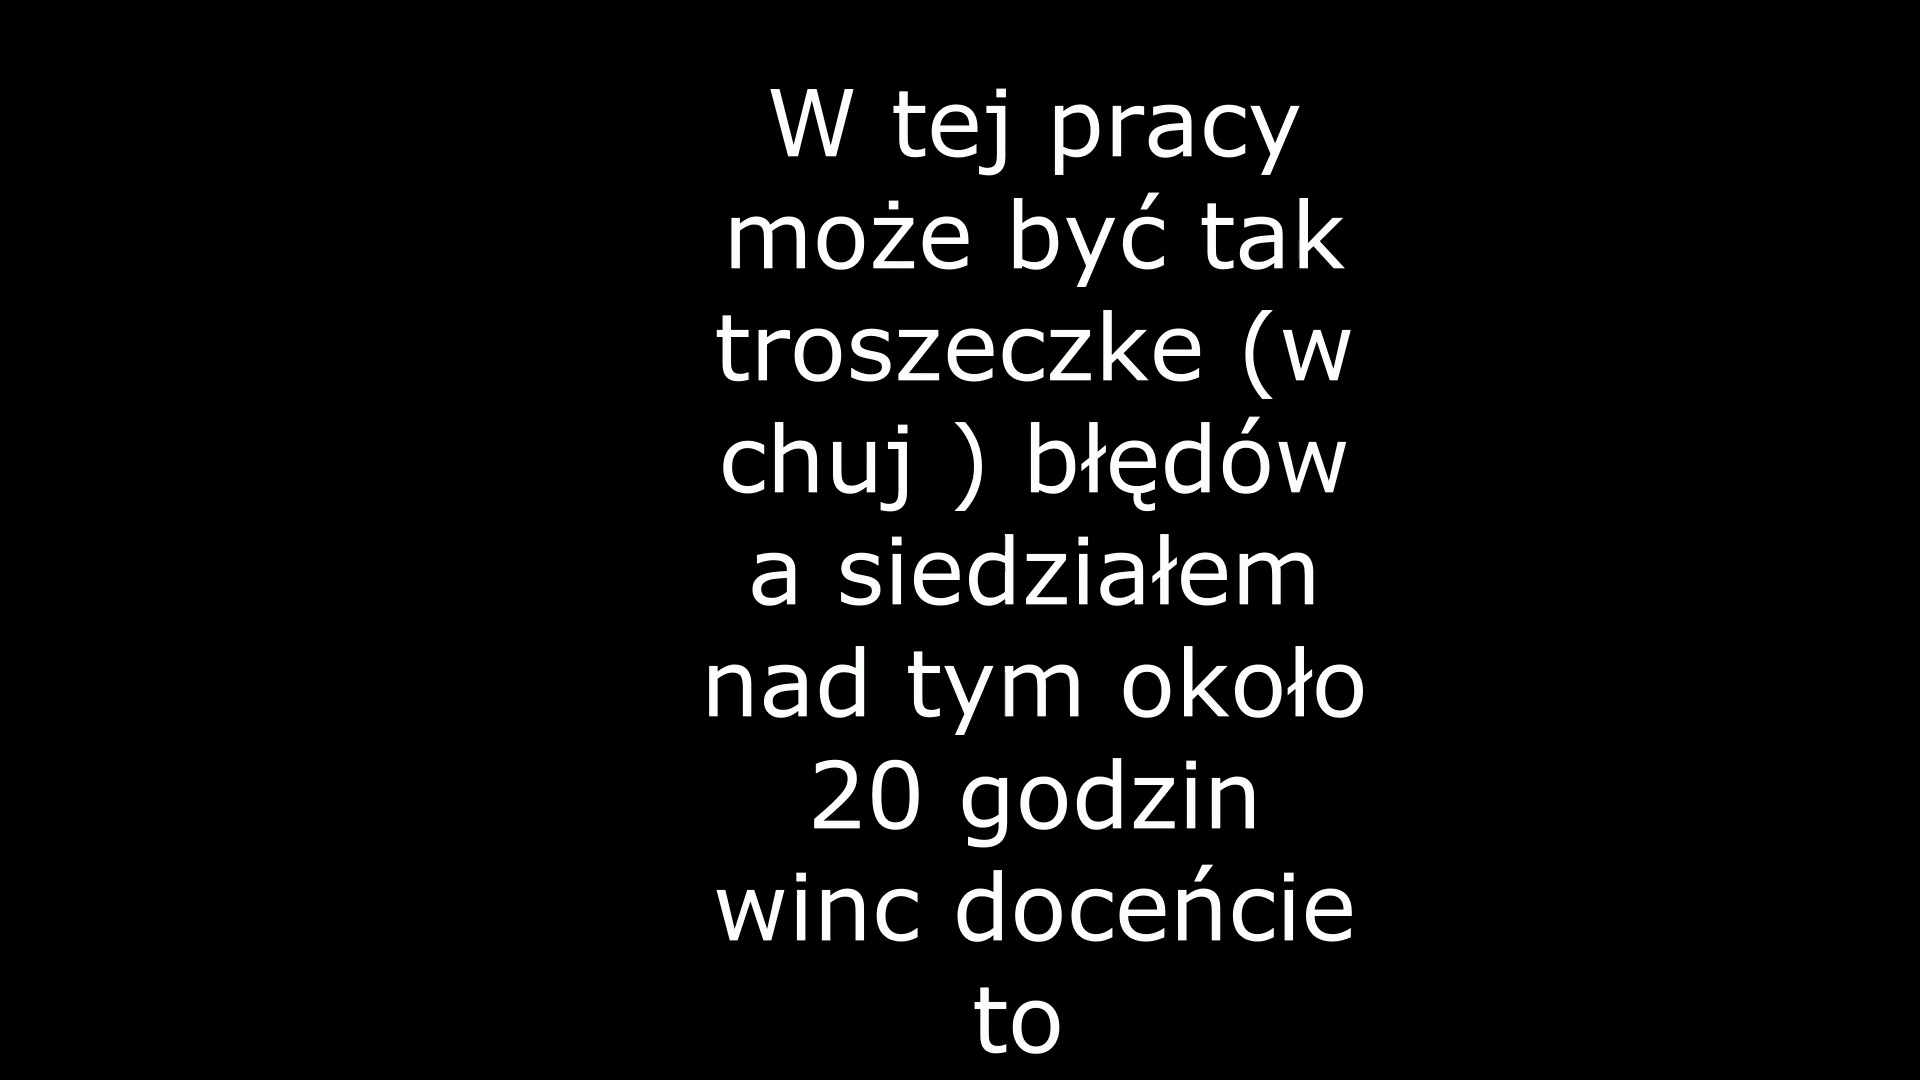 W tej pracy
może być tak
troszeczke (w
chuj ) błędów
a siedziałem
nad tym około
20 godzin
winc doceńcie
to